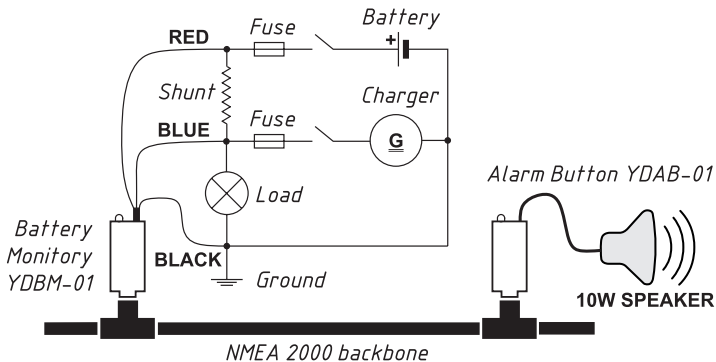 Battery
Fuse
RED
+
Shunt
Charger
Fuse
BLUE
G
Alarm Button YDAB-01
Load
Battery
Monitory
YDBM-01
BLACK
Ground
10W SPEAKER
NMEA 2000 backbone